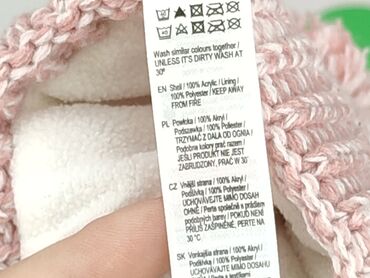 Wash similar colours together /
UNLESS IT'S DIRTY WASH AT
30°
EN Shell / 100% Acrylic / Lining /
100% Polyester / KEEP AWAY
FROM FIRE
PL Powłoka / 100% Akryl /
Podszewka / 100% Poliester /
TRZYMAĆ Z DALA OD OGNIA /
Podobne kolory prać razem /
JEŚLI PRODUKT NIE JEST
ZABRUDZONY, PRAĆ W 30°
CZ Vnější strana / 100% Akryl /
Podšívka / 100% Polyester /
UCHOVÁVEJTE MIMO DOSAH
OHNĚ / Perte společně s prádlem
podobných barev / POKUD NENÍ
PŘÍLIŠ ZAŠPINĚNÉ, PERTE NA
30 °C
SK Vonkajšia strana / 100% Akryl /
Podšívka / 100% Polyester /
UCHOVÁVAJTE MIMO DOSAHU